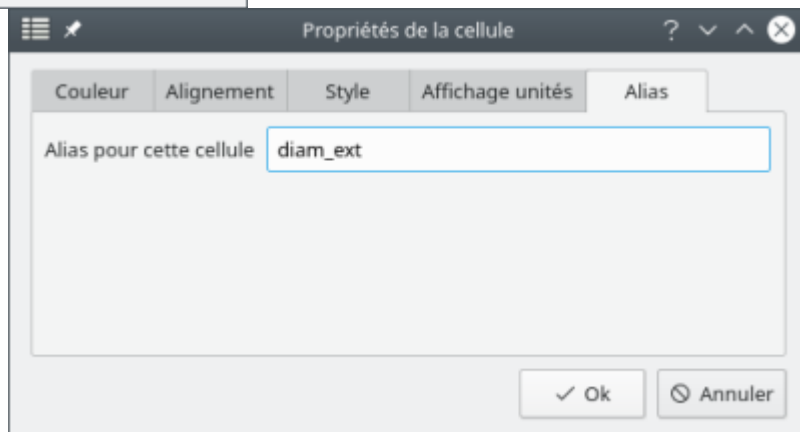 Propriétés de la cellule
Couleur Alignement Style Affichage unités Alias
Alias pour cette cellule diam_ext
Ok Annuler